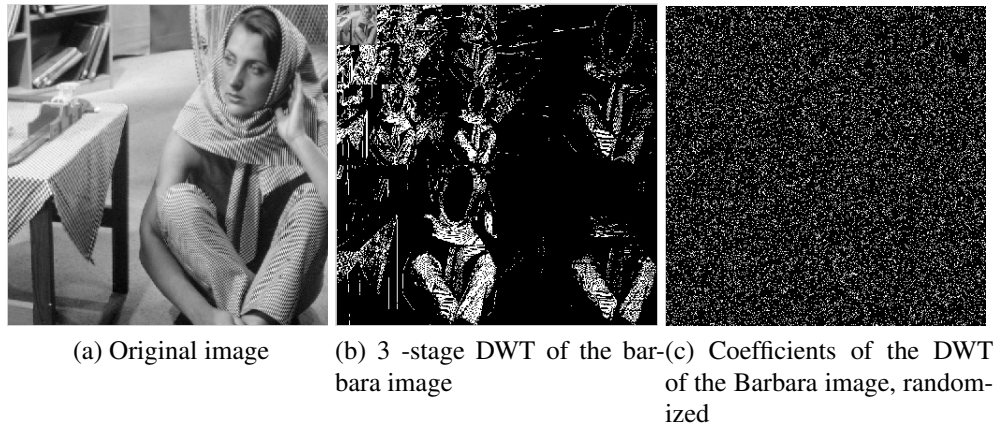 (a) Original image
(b) 3 -stage DWT of the bar-
bara image
(c) Coefficients of the DWT
of the Barbara image, random-
ized